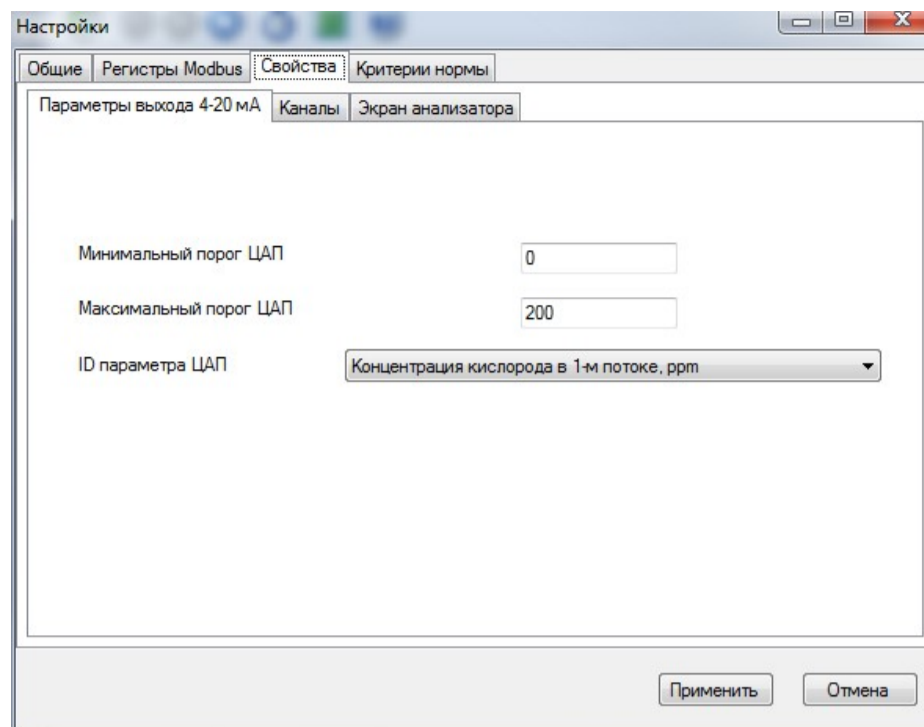 Настройки
Общие Регистры Modbus Свойства Критерии нормы
Параметры выхода 4-20 мА Каналы Экран анализатора
Минимальный порог ЦАП 0
Максимальный порог ЦАП 200
ID параметра ЦАП Концентрация кислорода в 1-м потоке, ppm
Применить Отмена